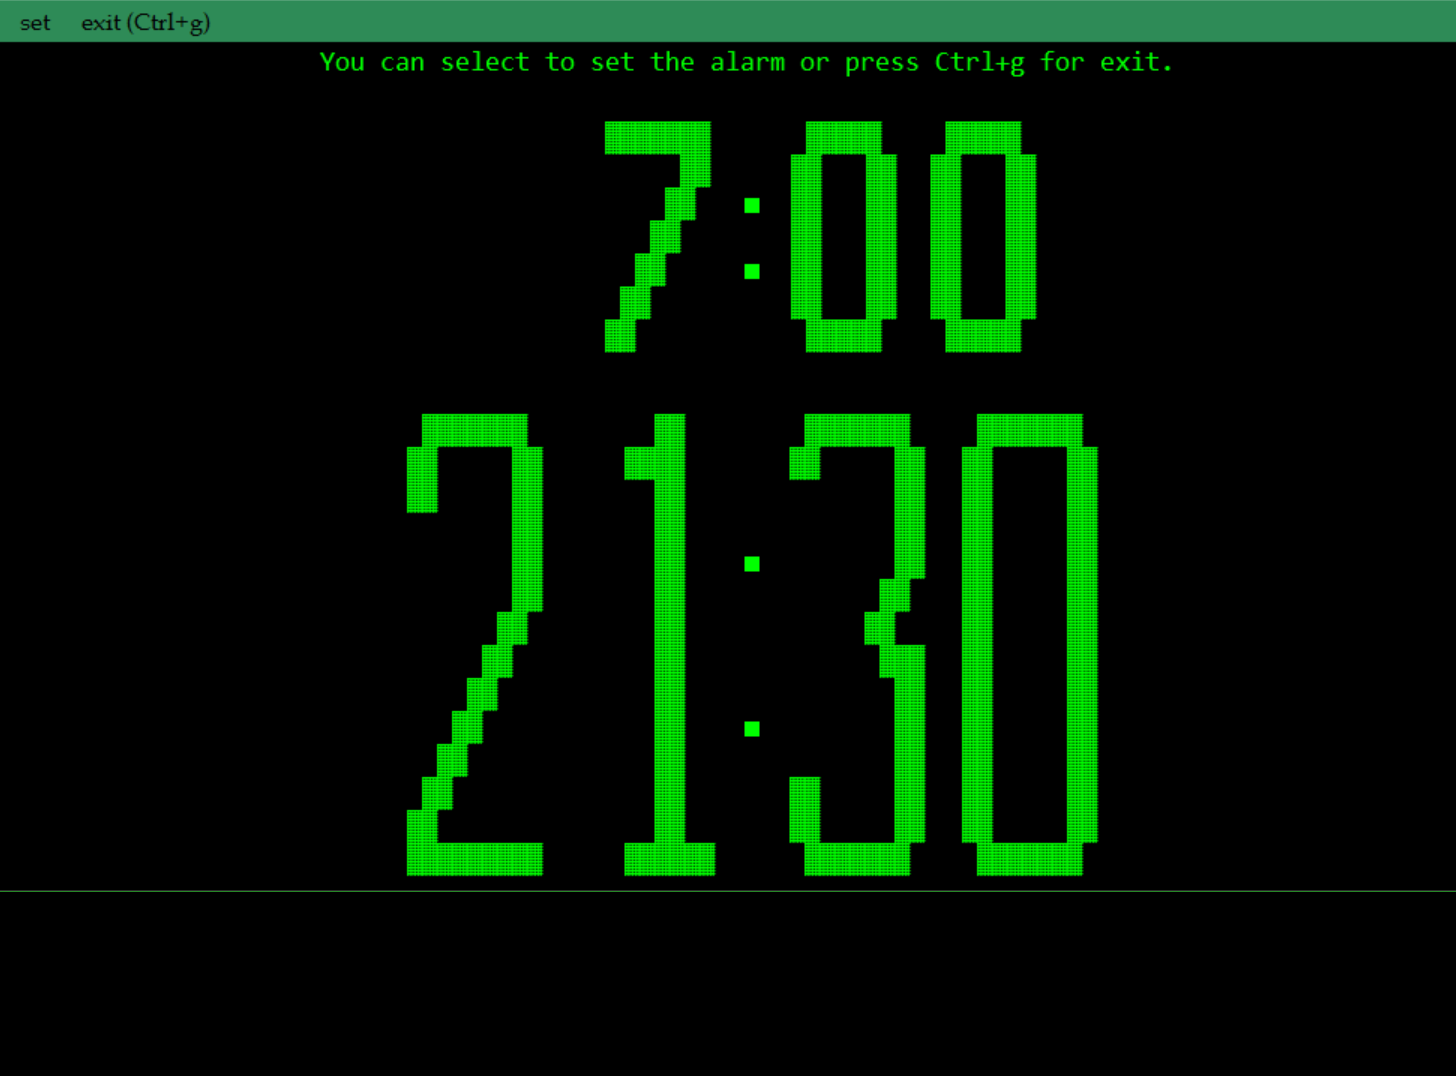 set exit (Ctrl+g)
You can select to set the alarm or press Ctrl+g for exit.
7:00
21:30